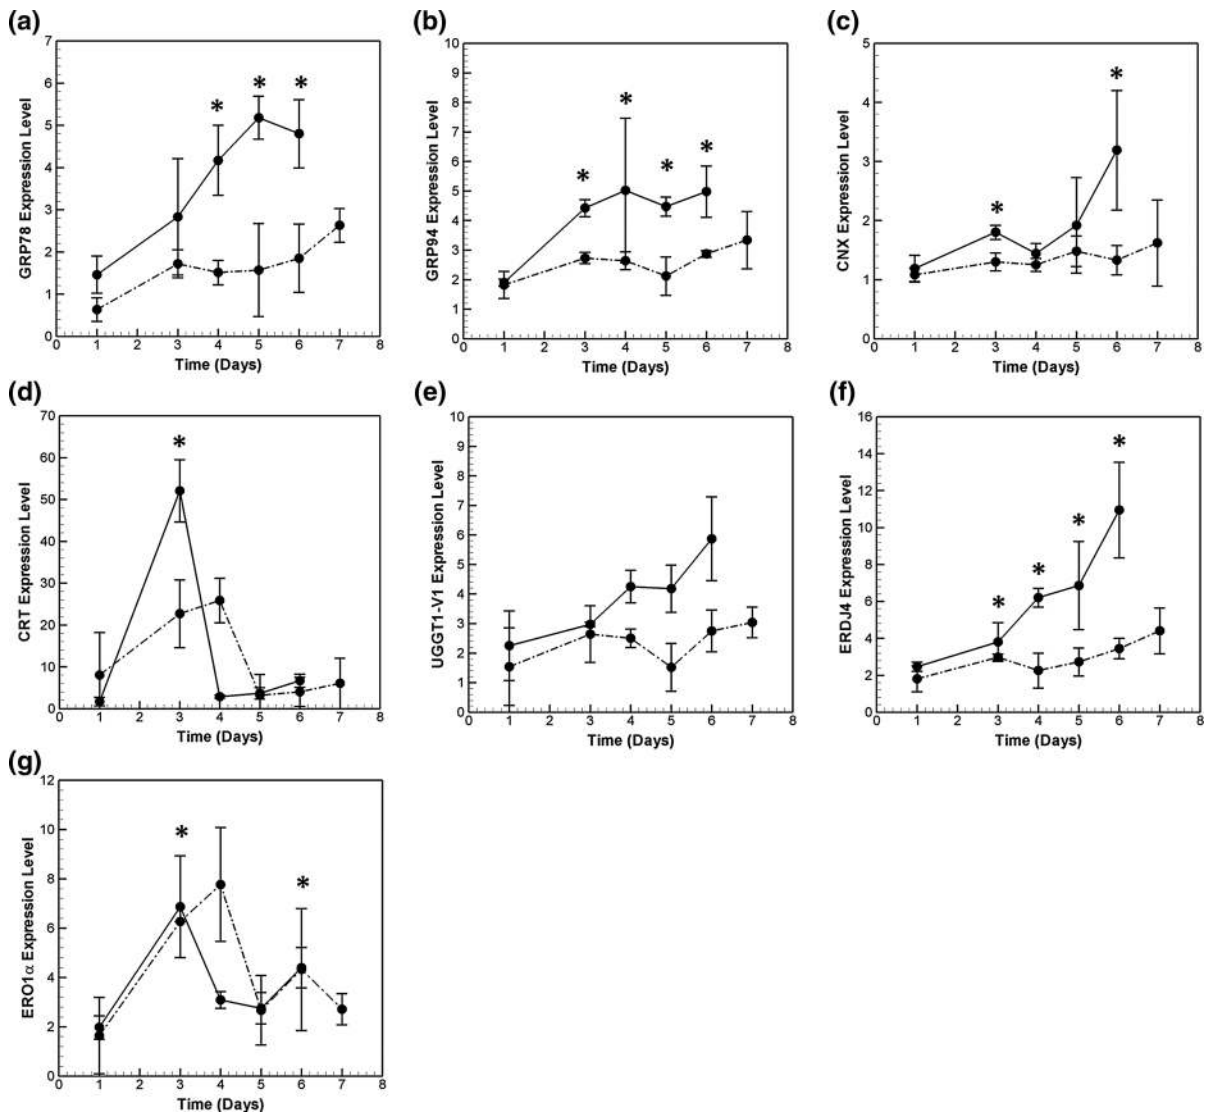 (a)
7
6
5
4
3
2
1
0
GRP78 Expression Level
* * *
0 1 2 3 4 5 6 7 8
Time (Days)
(b)
10
9
8
7
6
5
4
3
2
1
0
GRP94 Expression Level
* * * *
0 1 2 3 4 5 6 7 8
Time (Days)
(c)
5
4
3
2
1
0
CNX Expression Level
* *
0 1 2 3 4 5 6 7 8
Time (Days)
(d)
70
60
50
40
30
20
10
0
CRT Expression Level
*
0 1 2 3 4 5 6 7 8
Time (Days)
(e)
10
9
8
7
6
5
4
3
2
1
0
UGGT1-V1 Expression Level
0 1 2 3 4 5 6 7 8
Time (Days)
(f)
16
14
12
10
8
6
4
2
0
ERDJ4 Expression Level
* * * *
0 1 2 3 4 5 6 7 8
Time (Days)
(g)
12
10
8
6
4
2
0
ERO1α Expression Level
* *
0 1 2 3 4 5 6 7 8
Time (Days)